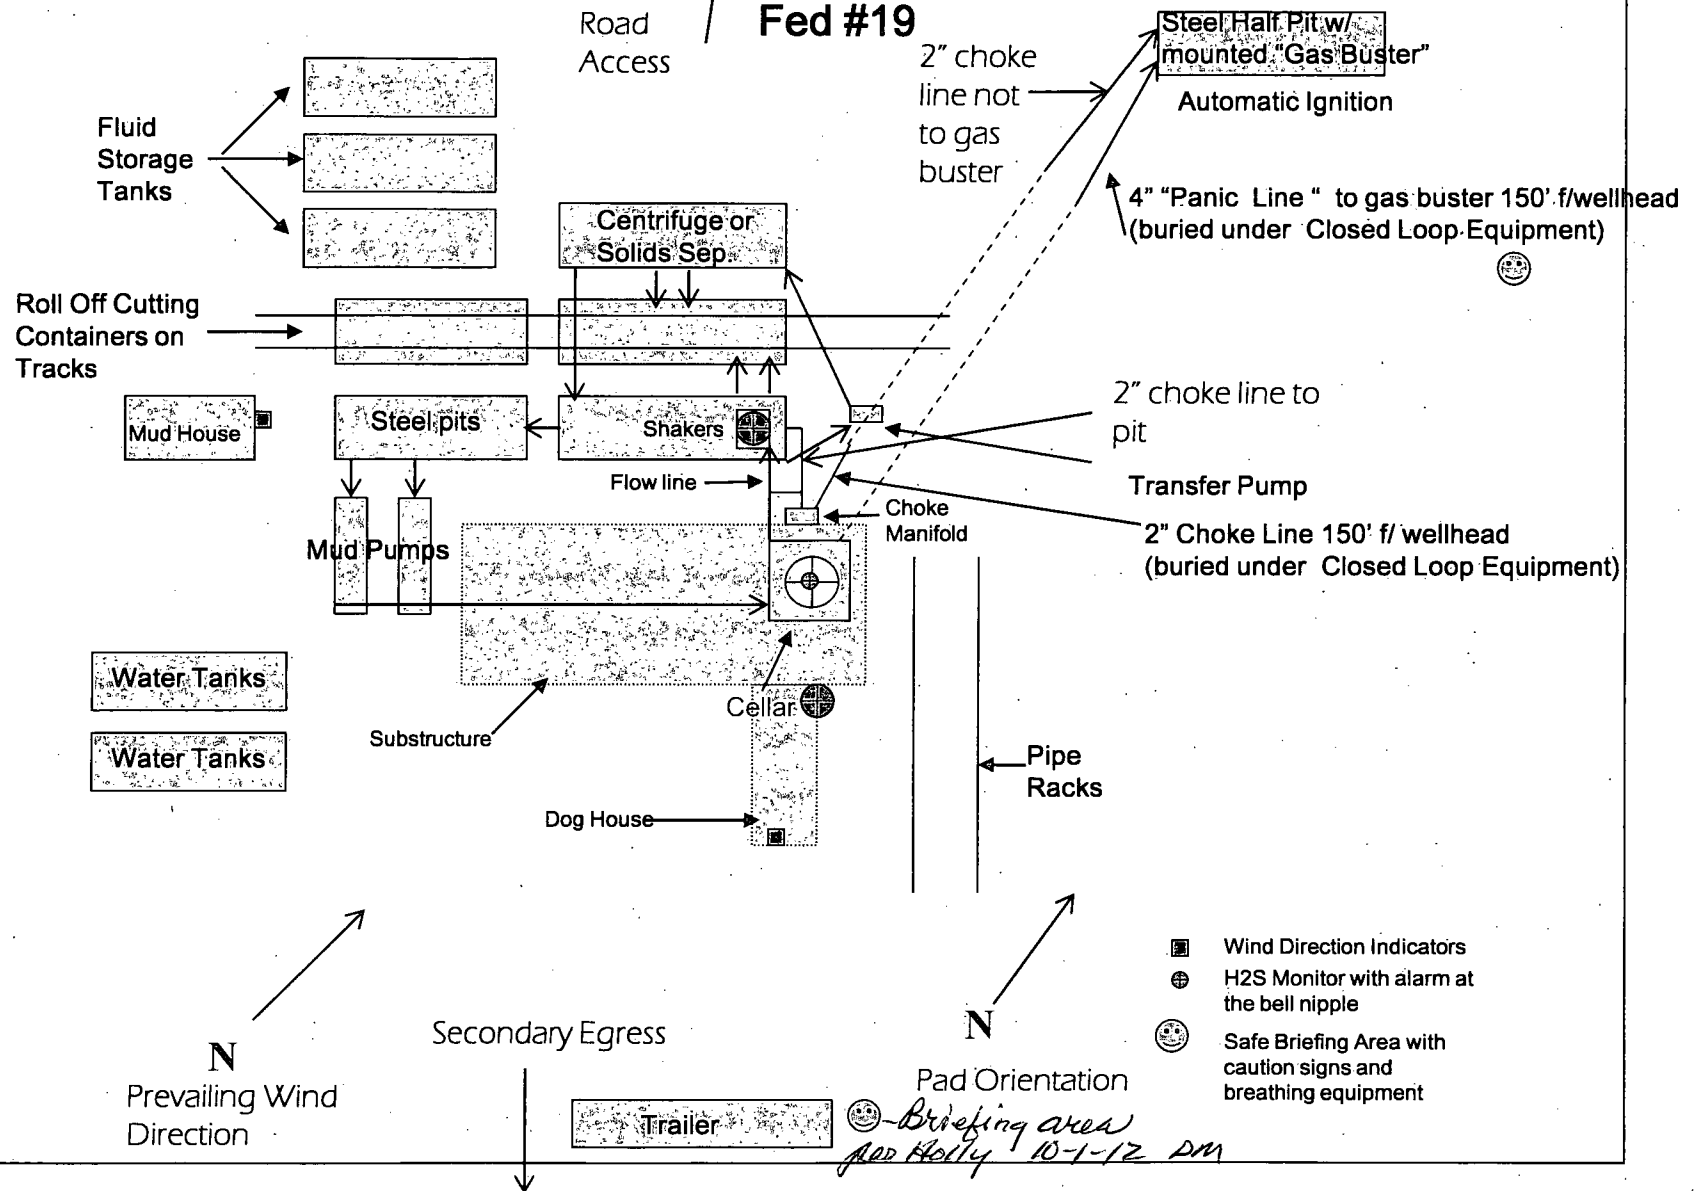 Road
Access
Fed #19
Steel Half Pit w/
mounted "Gas Buster"
Automatic Ignition
2" choke
line not
to gas
buster
Fluid
Storage
Tanks
4" "Panic Line " to gas buster 150' f/wellhead
(buried under Closed Loop Equipment)
Centrifuge or
Solids Sep.
Roll Off Cutting
Containers on
Tracks
Mud House
Steel pits
Shakers
2" choke line to
pit
Flow line
Transfer Pump
Choke
Manifold
2" Choke Line 150' f/ wellhead
(buried under Closed Loop Equipment)
Mud Pumps
Water Tanks
Water Tanks
Cellar
Substructure
Pipe
Racks
Dog House
Wind Direction Indicators
H2S Monitor with alarm at
the bell nipple
Safe Briefing Area with
caution signs and
breathing equipment
N
Prevailing Wind
Direction
Secondary Egress
N
Pad Orientation
Trailer
-Briefing area
per Holly 10-1-12 DM